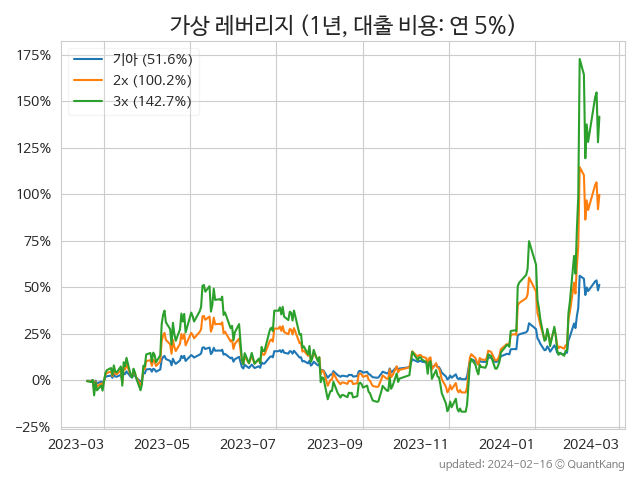 가상 레버리지 (1년, 대출 비용: 연 5%)
기아 (51.6%)
2x (100.2%)
3x (142.7%)
175%
150%
125%
100%
75%
50%
25%
0%
−25%
2023-03 2023-05 2023-07 2023-09 2023-11 2024-01 2024-03
updated: 2024-02-16 © QuantKang